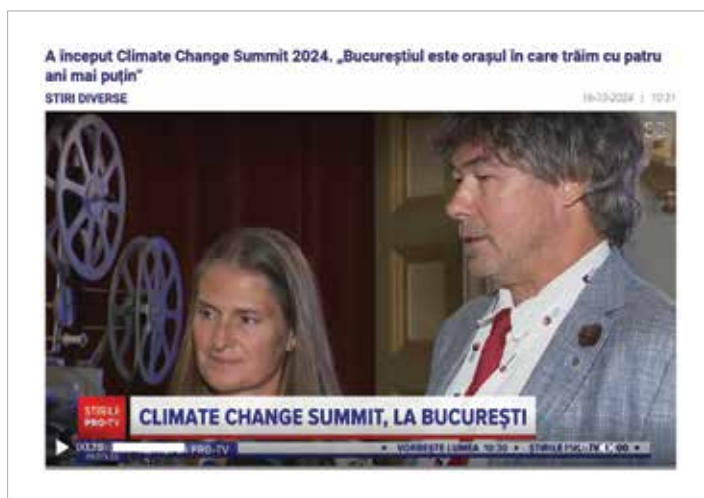 A început Climate Change Summit 2024. „Bucureștiul este orașul în care trăim cu patru
ani mai puțin”
STIRI DIVERSE
16-10-2024 | 10:31
ȘTIRILE
PRO•TV
CLIMATE CHANGE SUMMIT, LA BUCUREȘTI
PRO•TV • VORBEȘTE LUMEA 10:30 • ȘTIRILE